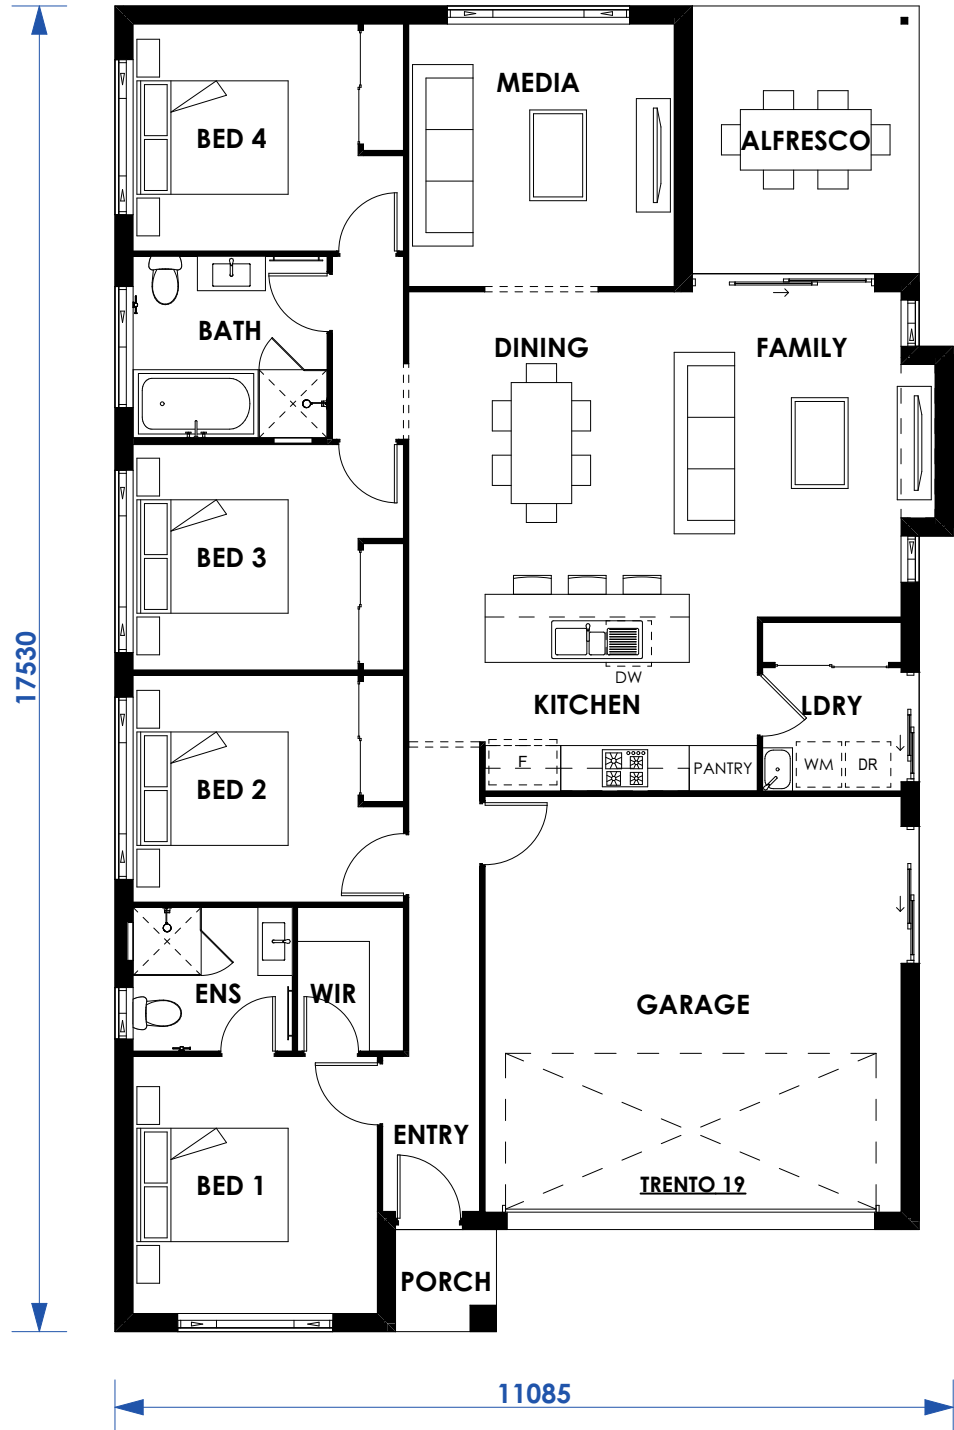 MEDIA
BED 4
ALFRESCO
BATH
DINING
FAMILY
BED 3
17530
DW
KITCHEN
LDRY
F
PANTRY
WM
DR
BED 2
ENS
WIR
GARAGE
ENTRY
BED 1
TRENTO 19
PORCH
11085